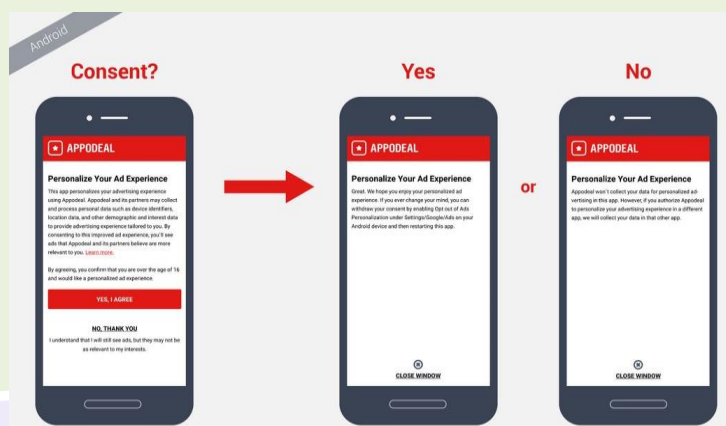 Android
Consent?
Yes
No
APPODEAL
Personalize Your Ad Experience
This app personalizes your advertising experience
using Appodeal. Appodeal and its partners may collect
and process personal data such as device identifiers,
location data, and other demographic and interest data
to provide advertising experience tailored to you. By
consenting to this improved ad experience, you'll see
ads that Appodeal and its partners believe are more
relevant to you. Learn more.
By agreeing, you confirm that you are over the age of 16
and would like a personalized ad experience.
YES, I AGREE
NO, THANK YOU
I understand that I will still see ads, but they may not be
as relevant to my interests.
APPODEAL
Personalize Your Ad Experience
Great. We hope you enjoy your personalized ad
experience. If you ever change your mind, you can
withdraw your consent by enabling Opt out of Ads
Personalization under Settings/Google/Ads on your
Android device and then restarting this app.
CLOSE WINDOW
or
APPODEAL
Personalize Your Ad Experience
Appodeal won't collect your data for personalized ad-
vertising in this app. However, if you authorize Appodeal
to personalize your advertising experience in a different
app, we will collect your data in that other app.
CLOSE WINDOW